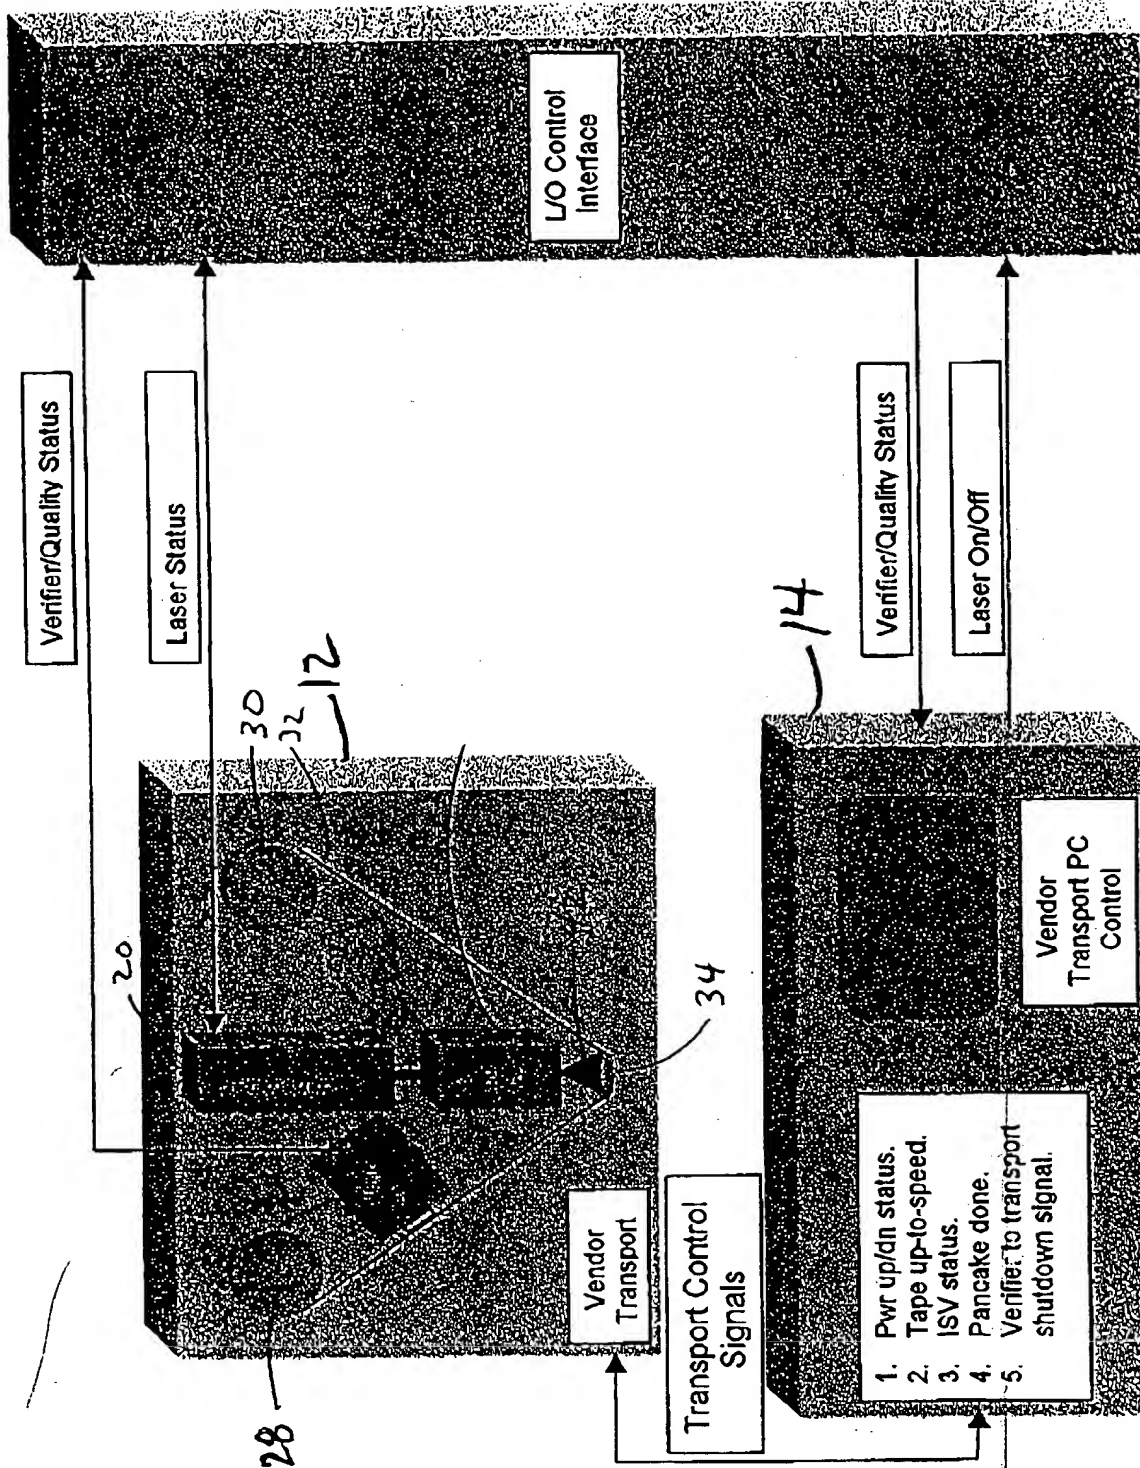 Verifier/Quality Status
Laser Status
L/O Control
Interface
20
30
32
12
28
34
Vendor
Transport
Transport Control
Signals
14
Verifier/Quality Status
Laser On/Off
1. Pwr up/dn status.
2. Tape up-to-speed.
3. ISV status.
4. Pancake done.
5. Verifier to transport
shutdown signal.
Vendor
Transport PC
Control